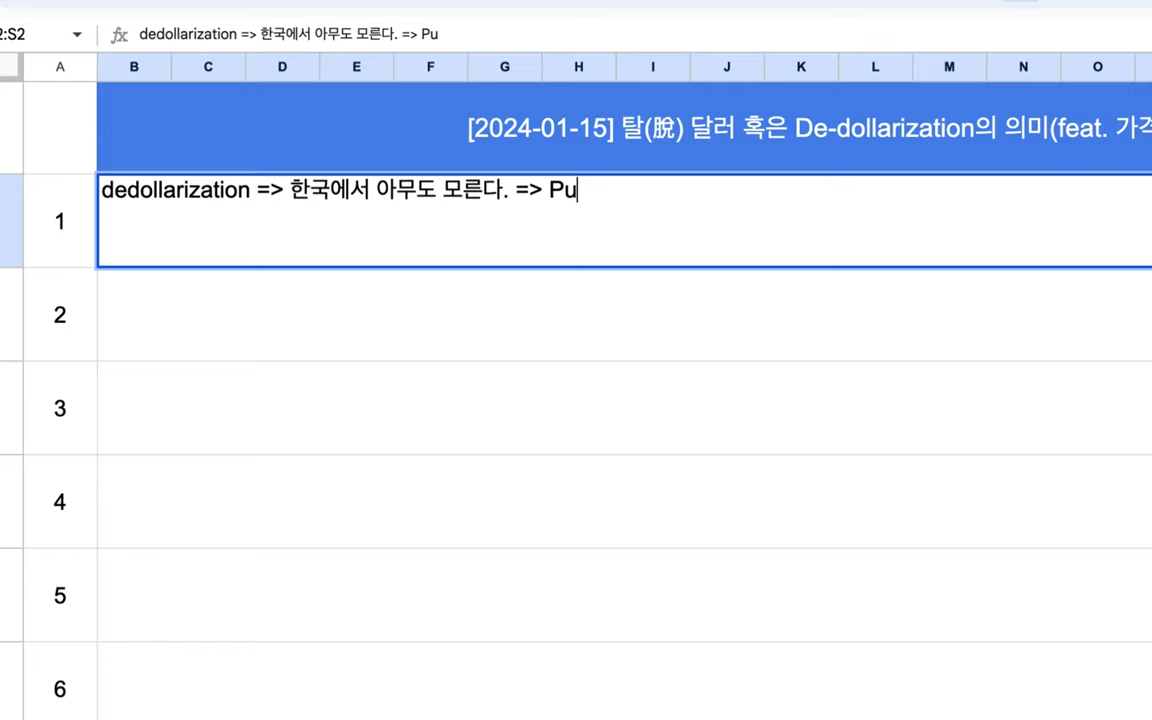 2:S2
fx dedollarization => 한국에서 아무도 모른다. => Pu
A B C D E F G H I J K L M N O
[2024-01-15] 탈(脫) 달러 혹은 De-dollarization의 의미(feat. 가격
1 dedollarization => 한국에서 아무도 모른다. => Pu
2
3
4
5
6